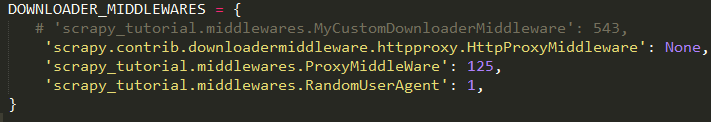 DOWNLOADER_MIDDLEWARES = {
# 'scrapy_tutorial.middlewares.MyCustomDownloaderMiddleware': 543,
'scrapy.contrib.downloadermiddleware.httpproxy.HttpProxyMiddleware': None,
'scrapy_tutorial.middlewares.ProxyMiddleWare': 125,
'scrapy_tutorial.middlewares.RandomUserAgent': 1,
}